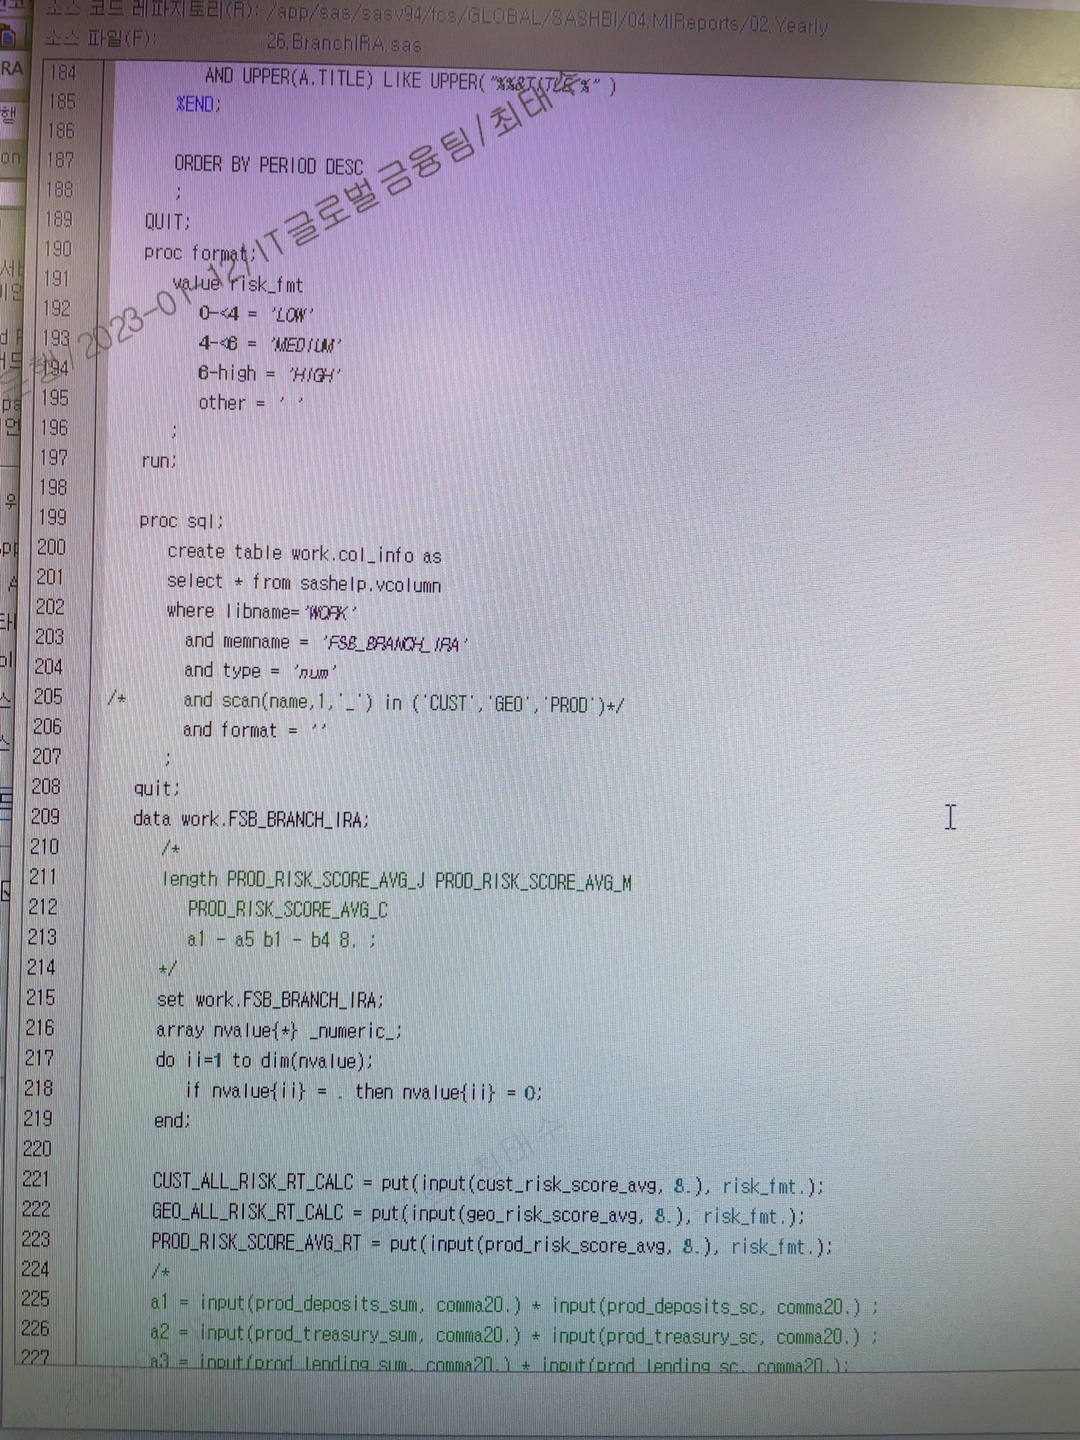 소스 코드 레파지토리(R): /app/sas/sasv94/fcs/GLOBAL/SASHBI/04.MIReports/02.Yearly
소스 파일(F): 26.BranchIRA.sas
184 AND UPPER(A.TITLE) LIKE UPPER("%%&TITLE.%" )
185 %END;
186
187 ORDER BY PERIOD DESC
188 ;
189 QUIT;
190 proc format;
191 value risk_fmt
192 0-<4 = 'LOW'
193 4-<6 = 'MEDIUM'
194 6-high = 'HIGH'
195 other = ' '
196 ;
197 run;
198
199 proc sql;
200 create table work.col_info as
201 select * from sashelp.vcolumn
202 where libname='WORK'
203 and memname = 'FSB_BRANCH_IRA'
204 and type = 'num'
205 /* and scan(name,1,'_') in ('CUST','GEO','PROD')*/
206 and format = ''
207 ;
208 quit;
209 data work.FSB_BRANCH_IRA;
210 /*
211 length PROD_RISK_SCORE_AVG_J PROD_RISK_SCORE_AVG_M
212 PROD_RISK_SCORE_AVG_C
213 a1 - a5 b1 - b4 8. ;
214 */
215 set work.FSB_BRANCH_IRA;
216 array nvalue{*} _numeric_;
217 do ii=1 to dim(nvalue);
218 if nvalue{ii} = . then nvalue{ii} = 0;
219 end;
220
221 CUST_ALL_RISK_RT_CALC = put(input(cust_risk_score_avg, 8.), risk_fmt.);
222 GEO_ALL_RISK_RT_CALC = put(input(geo_risk_score_avg, 8.), risk_fmt.);
223 PROD_RISK_SCORE_AVG_RT = put(input(prod_risk_score_avg, 8.), risk_fmt.);
224 /*
225 a1 = input(prod_deposits_sum, comma20.) * input(prod_deposits_sc, comma20.) ;
226 a2 = input(prod_treasury_sum, comma20.) * input(prod_treasury_sc, comma20.) ;
227 a3 = input(prod_lending_sum, comma20.) * input(prod_lending_sc, comma20.);
/2023-01-12/IT글로벌금융팀/최태수